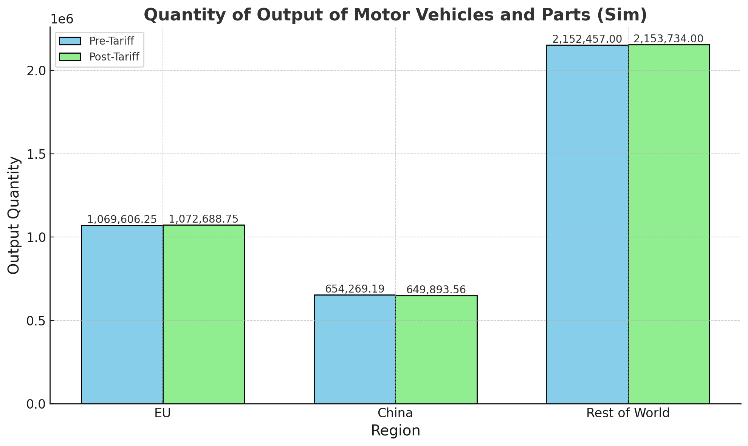 Quantity of Output of Motor Vehicles and Parts (Sim)
1e6
Pre-Tariff
Post-Tariff
2,152,457.00 2,153,734.00
2.0
1.5
1,069,606.25 1,072,688.75
1.0
654,269.19 649,893.56
0.5
0.0
Output Quantity
EU China Rest of World
Region